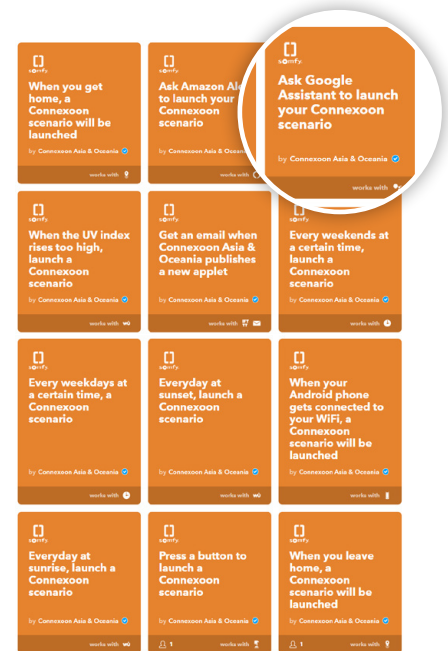 somfy
When you get
home, a
Connexoon
scenario will be
launched
by Connexoon Asia & Oceania
works with
somfy
Ask Amazon
to launch your
Connexoon
scenario
by Connexoon Asia &
works with
somfy
Ask Google
Assistant to launch
your Connexoon
scenario
by Connexoon Asia & Oceania
works with
somfy
When the UV index
rises too high,
launch a
Connexoon
scenario
by Connexoon Asia & Oceania
works with wu
somfy
Get an email when
Connexoon Asia &
Oceania publishes
a new applet
by Connexoon Asia & Oceania
works with
somfy
Every weekends at
a certain time,
launch a
Connexoon
scenario
by Connexoon Asia & Oceania
works with
somfy
Every weekdays at
a certain time, a
Connexoon
scenario
by Connexoon Asia & Oceania
works with
somfy
Everyday at
sunset, launch a
Connexoon
scenario
by Connexoon Asia & Oceania
works with wu
somfy
When your
Android phone
gets connected to
your WiFi, a
Connexoon
scenario will be
launched
by Connexoon Asia & Oceania
works with
somfy
Everyday at
sunrise, launch a
Connexoon
scenario
by Connexoon Asia & Oceania
works with wu
somfy
Press a button to
launch a
Connexoon
scenario
by Connexoon Asia & Oceania
1 works with
somfy
When you leave
home, a
Connexoon
scenario will be
launched
by Connexoon Asia & Oceania
1 works with